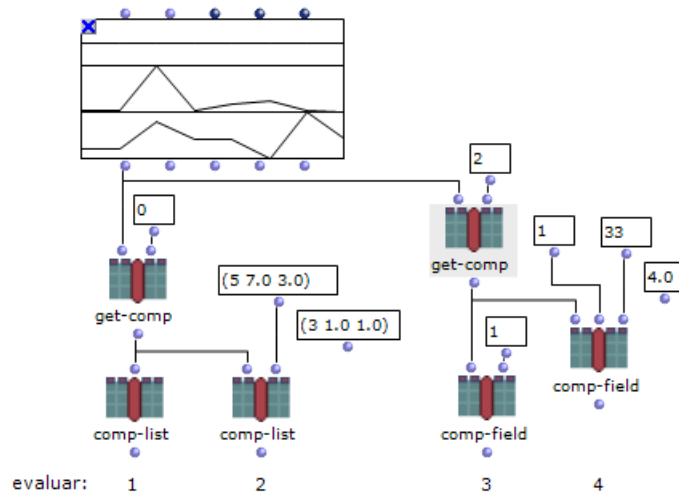 2
0
1
33
get-comp
(5 7.0 3.0)
4.0
get-comp
(3 1.0 1.0)
1
comp-field
comp-list
comp-list
comp-field
evaluar:
1
2
3
4